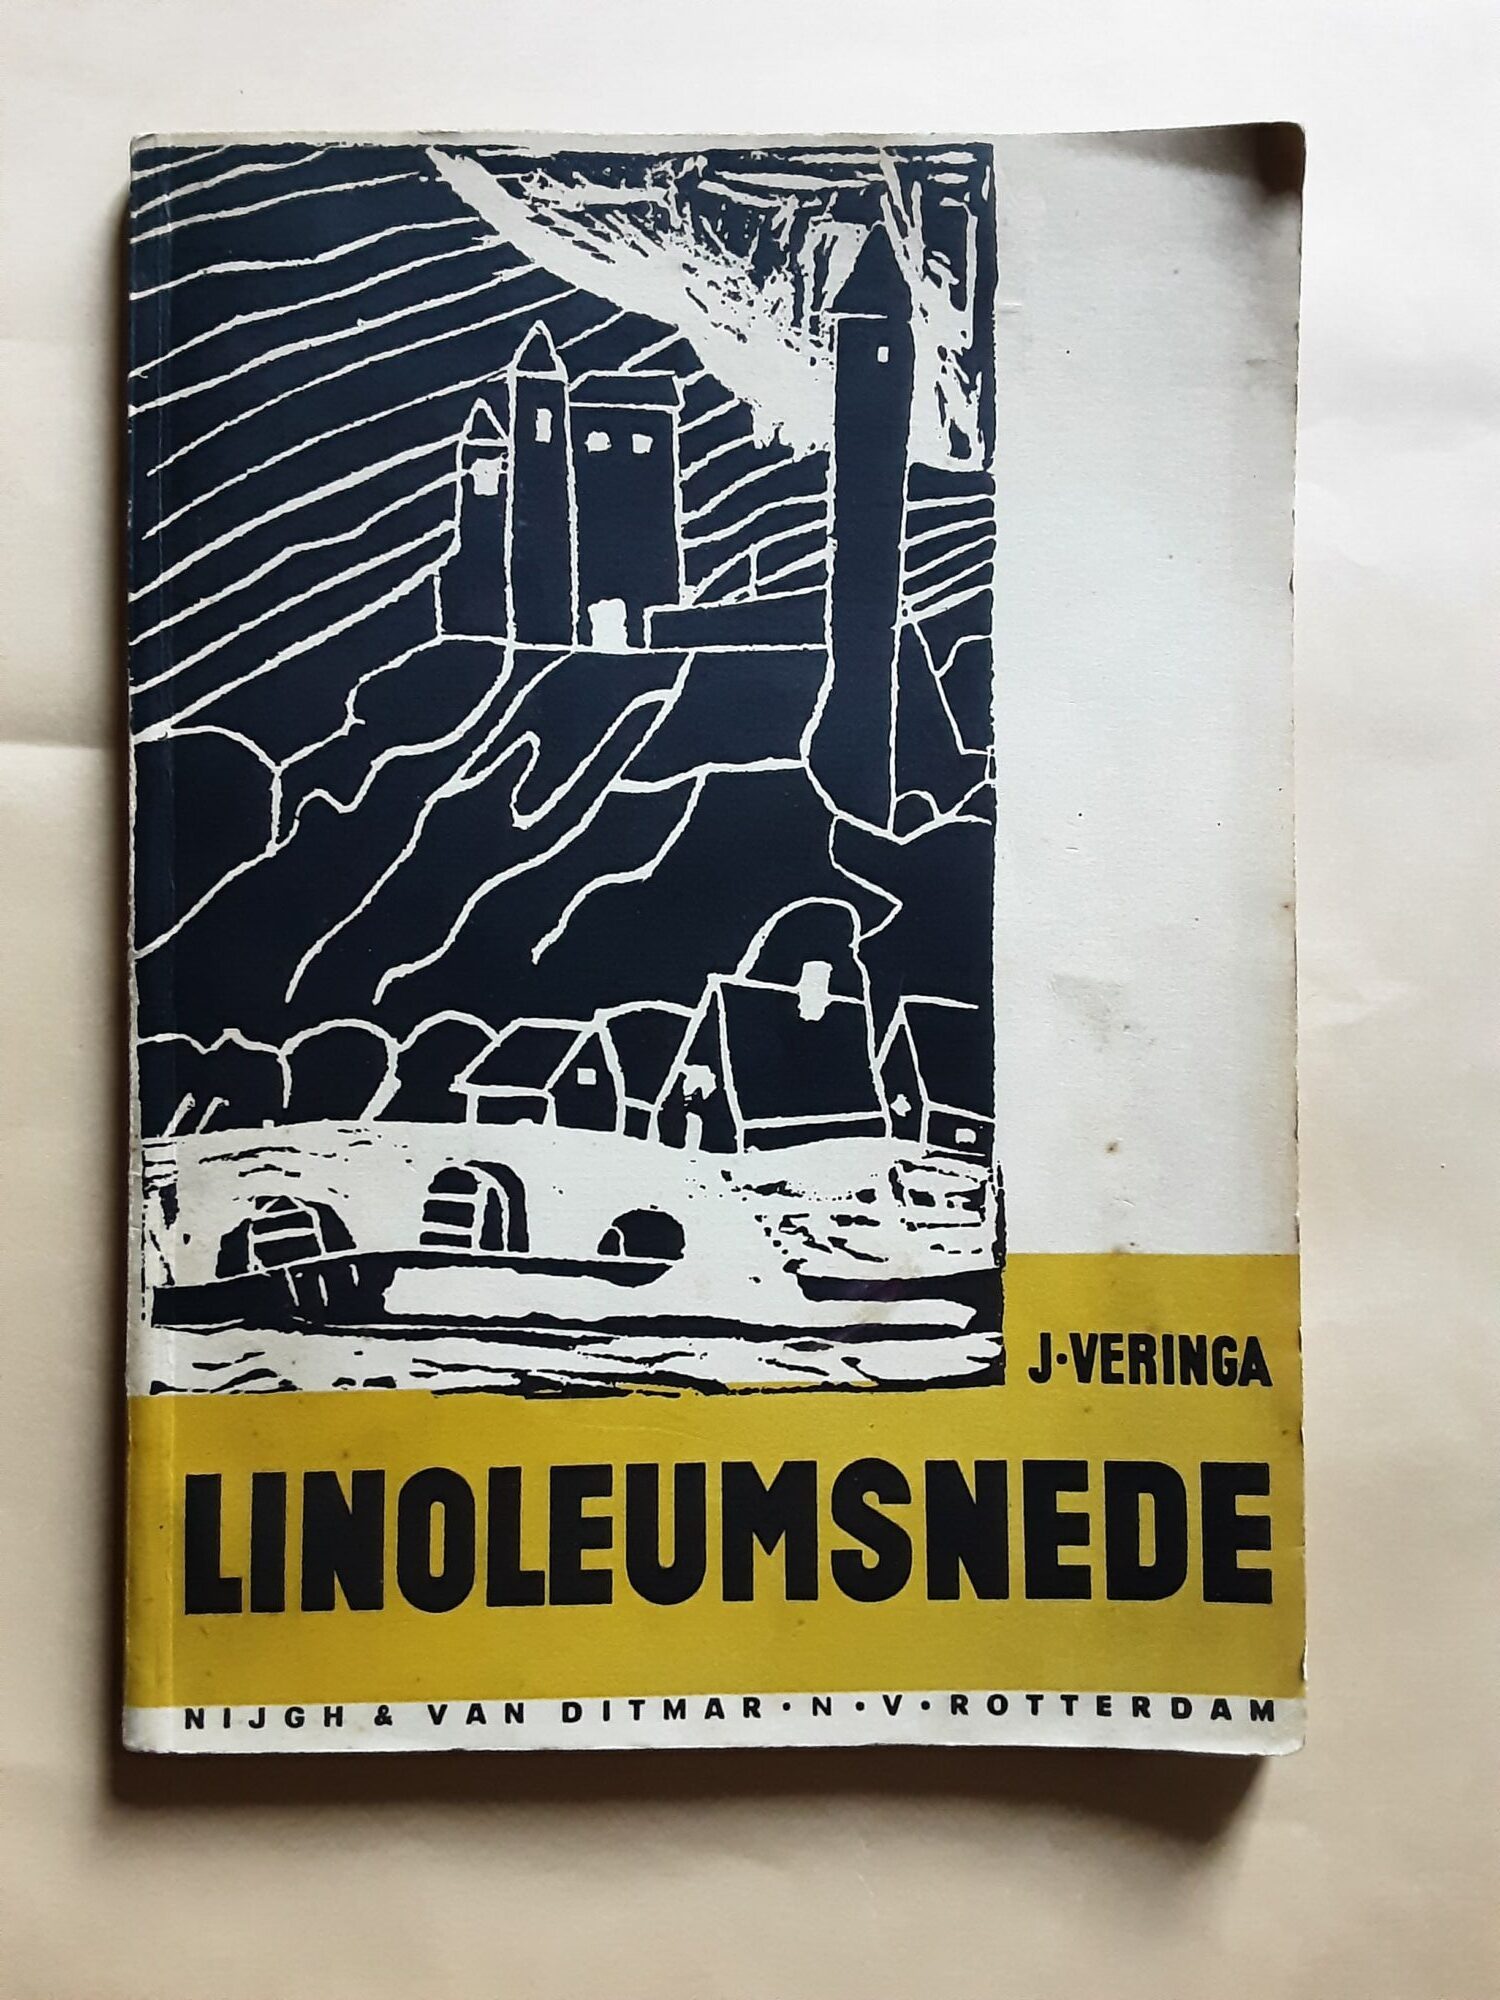 J·VERINGA
LINOLEUMSNEDE
NIJGH & VAN DITMAR·N·V·ROTTERDAM